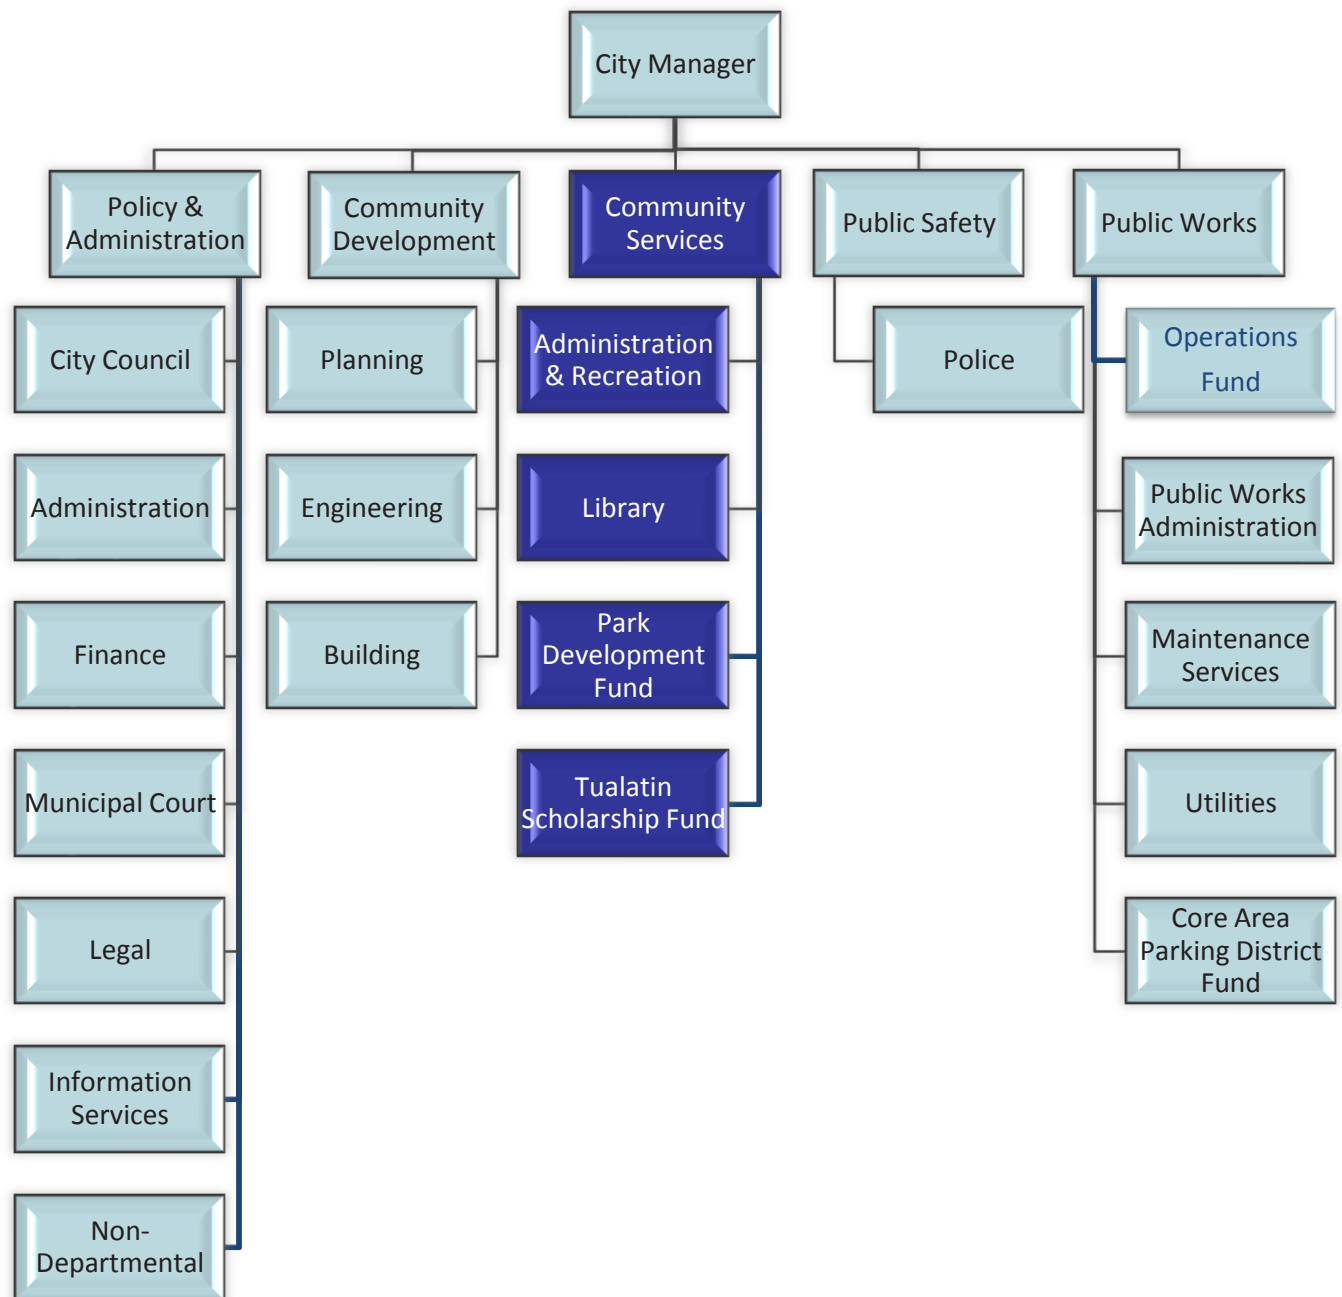 City Manager
Policy &
Administration
Community
Development
Community
Services
Public Safety
Public Works
City Council
Planning
Administration
& Recreation
Police
Operations
Fund
Administration
Engineering
Library
Public Works
Administration
Finance
Building
Park
Development
Fund
Maintenance
Services
Municipal Court
Tualatin
Scholarship Fund
Utilities
Legal
Core Area
Parking District
Fund
Information
Services
Non-
Departmental